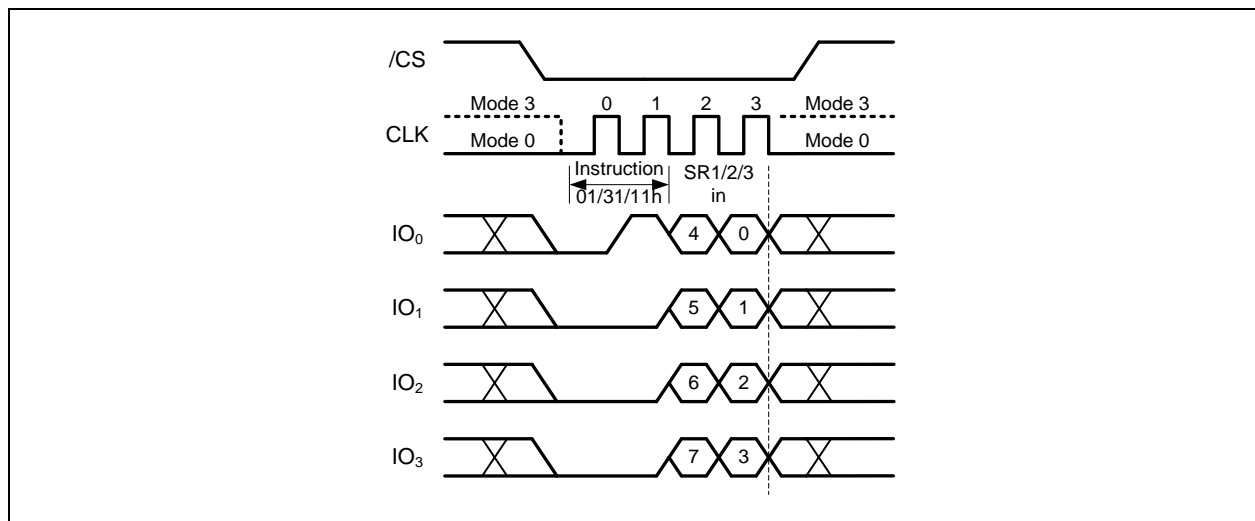 /CS
Mode 3 0 1 2 3 Mode 3
CLK
Mode 0 Mode 0
Instruction SR1/2/3
01/31/11h in
IO₀ 4 0
IO₁ 5 1
IO₂ 6 2
IO₃ 7 3